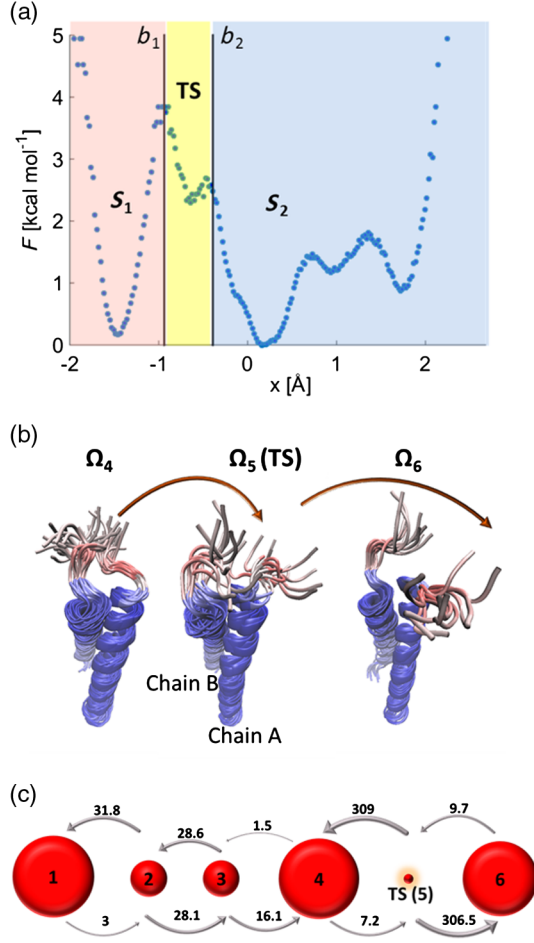 (a)
b1 b2
5
TS
4
3
S1 S2
F [kcal mol⁻¹]
2
1
0
-2 -1 0 1 2
x [Å]
(b)
Ω4 Ω5 (TS) Ω6
Chain B
Chain A
(c)
31.8 28.6 1.5 309 9.7
1 2 3 4 TS (5) 6
3 28.1 16.1 7.2 306.5